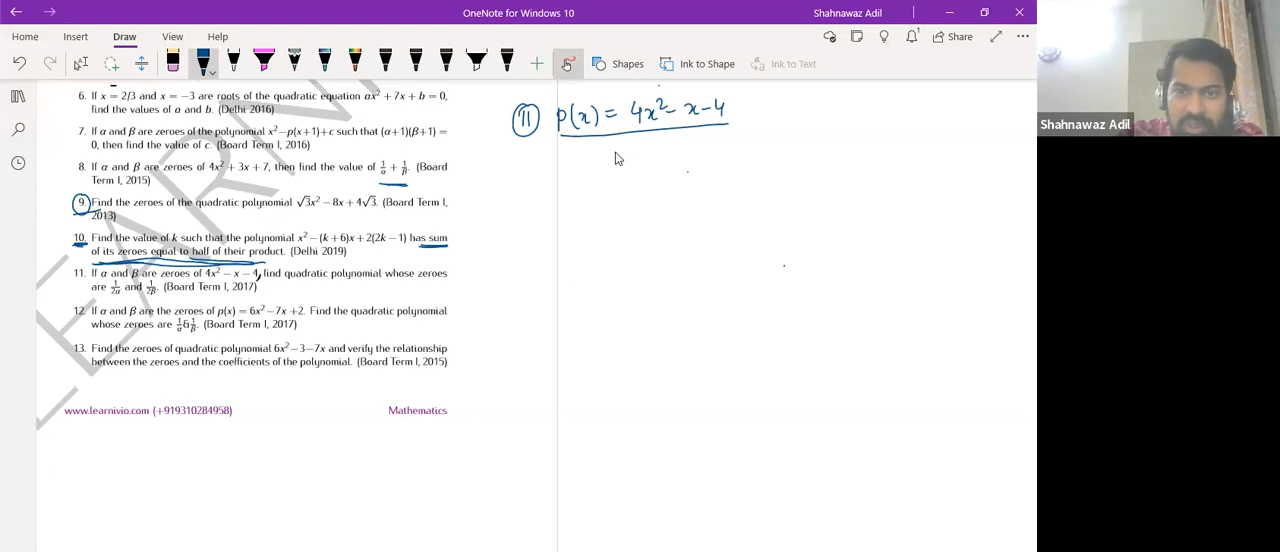 OneNote for Windows 10
Shahnawaz Adil
Home Insert Draw View Help
Share
Shapes Ink to Shape Ink to Text
6. If x = 2/3 and x = −3 are roots of the quadratic equation ax² + 7x + b = 0,
find the values of a and b. (Delhi 2016)
7. If α and β are zeroes of the polynomial x²−p(x+1)+c such that (α+1)(β+1) =
0, then find the value of c. (Board Term I, 2016)
8. If α and β are zeroes of 4x² + 3x + 7, then find the value of 1/α + 1/β. (Board
Term I, 2015)
9. Find the zeroes of the quadratic polynomial √3x² − 8x + 4√3. (Board Term I,
2013)
10. Find the value of k such that the polynomial x² − (k + 6)x + 2(2k − 1) has sum
of its zeroes equal to half of their product. (Delhi 2019)
11. If α and β are zeroes of 4x² − x − 4, find quadratic polynomial whose zeroes
are 1/2α and 1/2β. (Board Term I, 2017)
12. If α and β are the zeroes of p(x) = 6x² − 7x +2. Find the quadratic polynomial
whose zeroes are 1/α & 1/β. (Board Term I, 2017)
13. Find the zeroes of quadratic polynomial 6x² − 3 − 7x and verify the relationship
between the zeroes and the coefficients of the polynomial. (Board Term I, 2015)
www.learnivio.com (+919310284958) Mathematics
LEARNIV
11 p(x) = 4x² − x − 4
Shahnawaz Adil